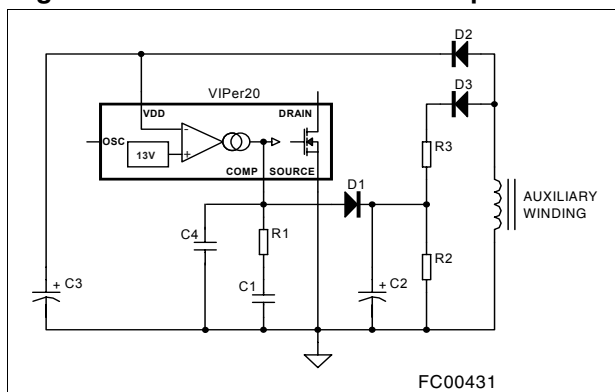 D2
D3
VIPer20
VDD
DRAIN
OSC
-
+
13V
COMP
SOURCE
R3
D1
AUXILIARY
WINDING
C4
R1
R2
+ C3
C1
+ C2
FC00431